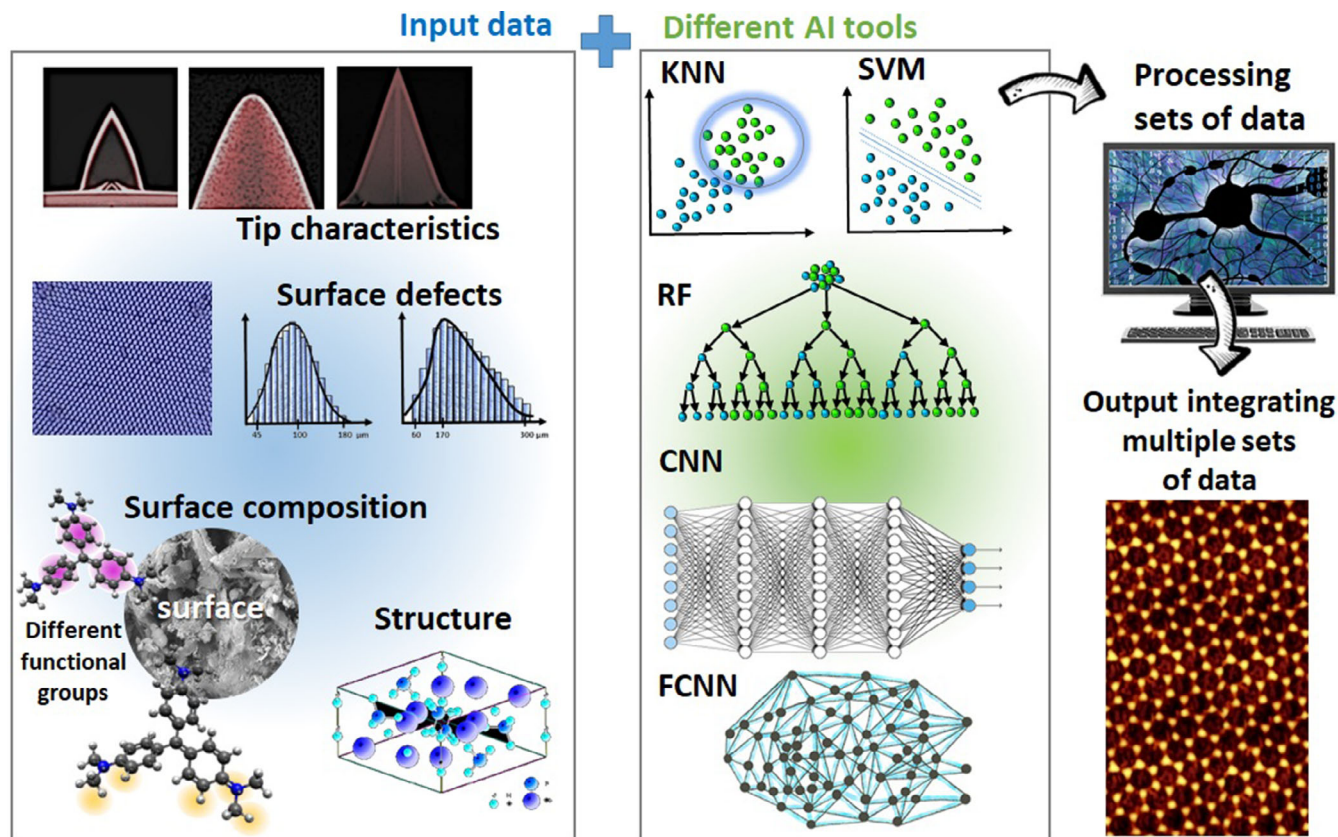 Input data
Different AI tools
Tip characteristics
Surface defects
45 100 180 μm
60 170 300 μm
Surface composition
surface
Different
functional
groups
Structure
KNN
SVM
RF
CNN
FCNN
Processing
sets of data
Output integrating
multiple sets
of data